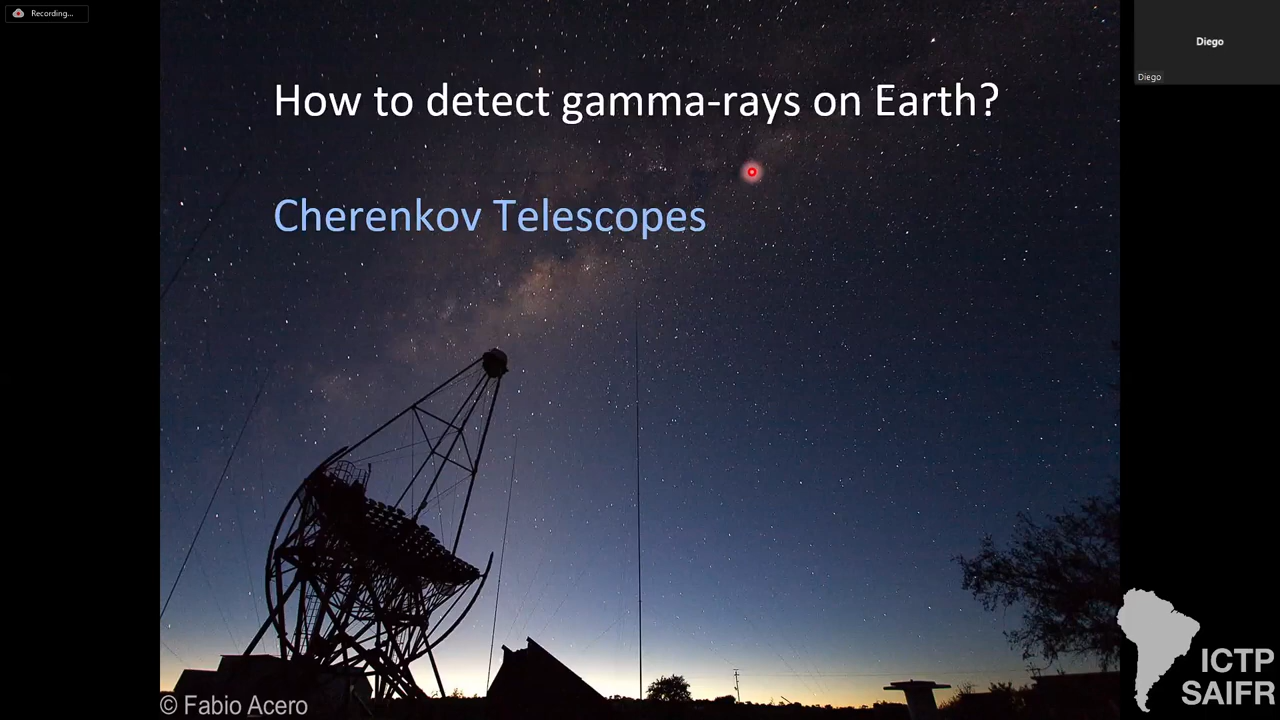 Recording...
How to detect gamma-rays on Earth?
Cherenkov Telescopes
Diego
Diego
© Fabio Acero
ICTP
SAIFR